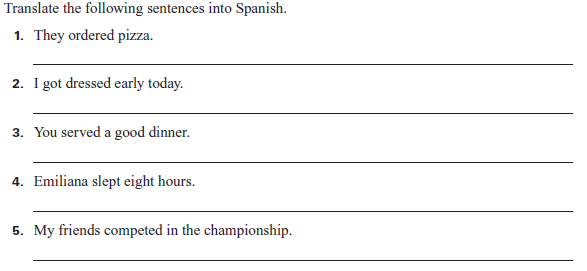 Translate the following sentences into Spanish.
1. They ordered pizza.
2. I got dressed early today.
3. You served a good dinner.
4. Emiliana slept eight hours.
5. My friends competed in the championship.